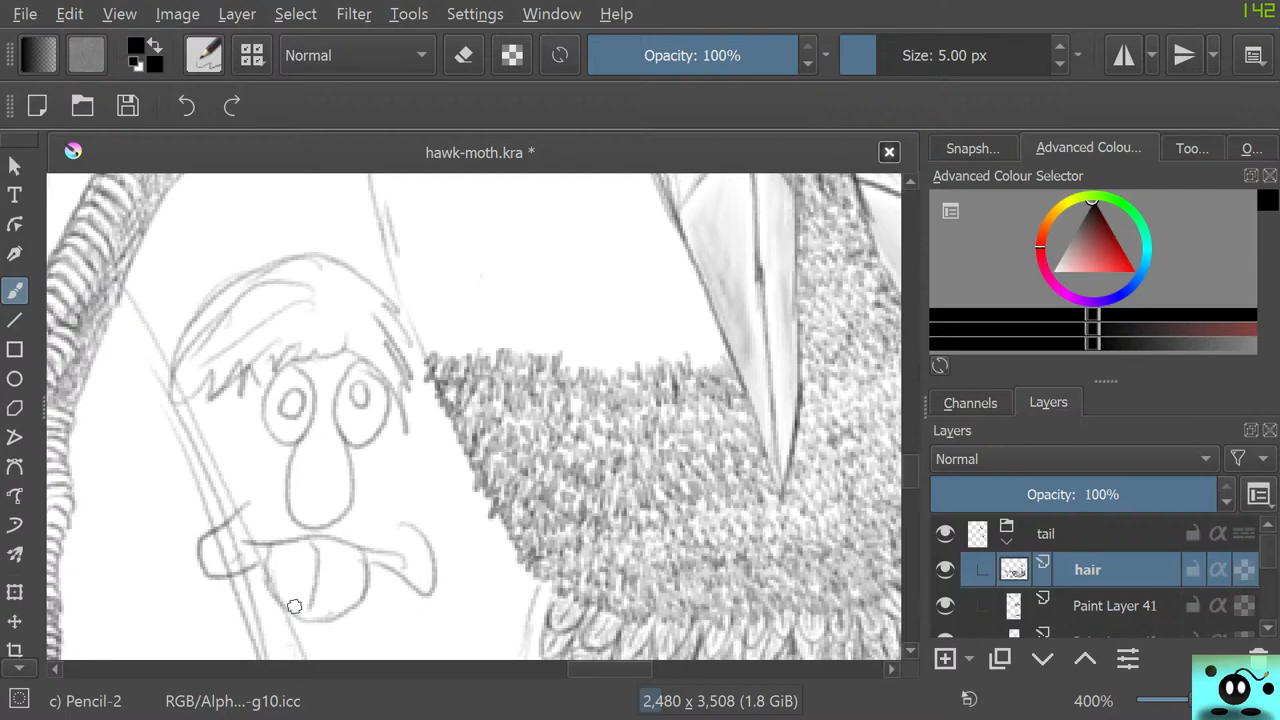 File Edit View Image Layer Select Filter Tools Settings Window Help
142
Normal
Opacity: 100%
Size: 5.00 px
hawk-moth.kra *
Snapsh...
Advanced Colou...
Too...
O...
Advanced Colour Selector
Channels
Layers
Layers
Normal
Opacity: 100%
tail
hair
Paint Layer 41
c) Pencil-2
RGB/Alph...-g10.icc
2,480 x 3,508 (1.8 GiB)
400%